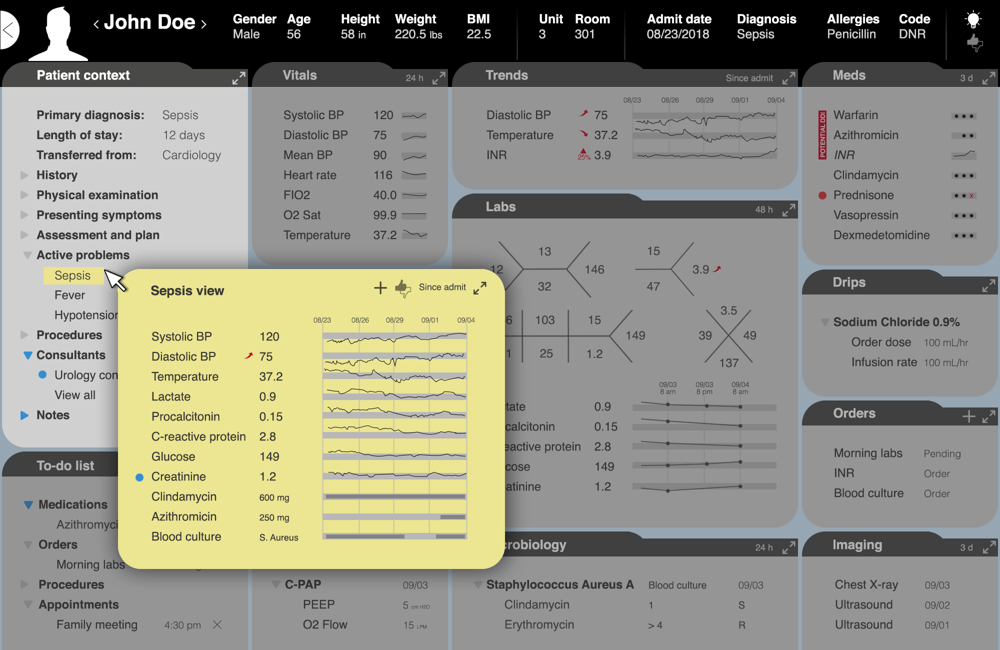 ‹ John Doe ›
Gender Age Height Weight BMI Unit Room Admit date Diagnosis Allergies Code
Male 56 58 in 220.5 lbs 22.5 3 301 08/23/2018 Sepsis Penicillin DNR
Patient context
Primary diagnosis: Sepsis
Length of stay: 12 days
Transferred from: Cardiology
History
Physical examination
Presenting symptoms
Assessment and plan
Active problems
Sepsis
Fever
Hypotension
Procedures
Consultants
Urology con
View all
Notes
To-do list
Medications
Azithromyci
Orders
Morning labs
Procedures
Appointments
Family meeting 4:30 pm
Vitals 24 h
Systolic BP 120
Diastolic BP 75
Mean BP 90
Heart rate 116
FIO2 40.0
O2 Sat 99.9
Temperature 37.2
Sepsis view + Since admit
08/23 08/26 08/29 09/01 09/04
Systolic BP 120
Diastolic BP 75
Temperature 37.2
Lactate 0.9
Procalcitonin 0.15
C-reactive protein 2.8
Glucose 149
Creatinine 1.2
Clindamycin 600 mg
Azithromicin 250 mg
Blood culture S. Aureus
C-PAP 09/03
PEEP 5 cm H2O
O2 Flow 15 LPM
Trends Since admit
08/23 08/26 08/29 09/01 09/04
Diastolic BP 75
Temperature 37.2
INR 25% 3.9
Labs 48 h
12 13 146
32
15 3.9
47
6 103 15 149
1 25 1.2
3.5
39 49
137
09/03 09/03 09/04
8 am 8 pm 8 am
tate 0.9
calcitonin 0.15
eactive protein 2.8
cose 149
atinine 1.2
crobiology 24 h
Staphylococcus Aureus A Blood culture 09/03
Clindamycin 1 S
Erythromycin > 4 R
Meds 3 d
POTENTIAL DDI
Warfarin
Azithromicin
INR
Clindamycin
Prednisone x
Vasopressin
Dexmedetomidine
Drips
Sodium Chloride 0.9%
Order dose 100 mL/hr
Infusion rate 100 mL/hr
Orders +
Morning labs Pending
INR Order
Blood culture Order
Imaging 3 d
Chest X-ray 09/03
Ultrasound 09/02
Ultrasound 09/01